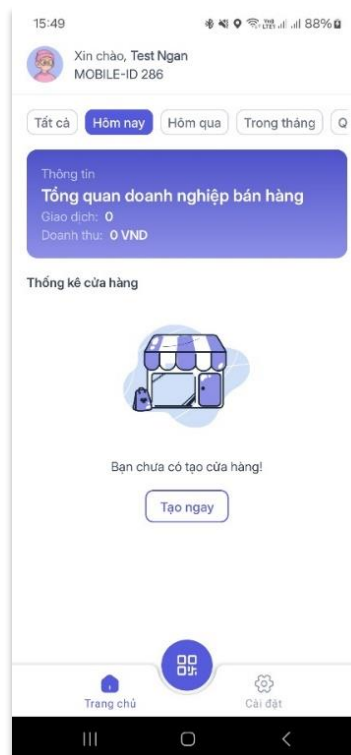 15:49
88%
Xin chào, Test Ngan
MOBILE-ID 286
Tất cả
Hôm nay
Hôm qua
Trong tháng
Q
Thông tin
Tổng quan doanh nghiệp bán hàng
Giao dịch: 0
Doanh thu: 0 VND
Thống kê cửa hàng
Bạn chưa có tạo cửa hàng!
Tạo ngay
Trang chủ
Cài đặt